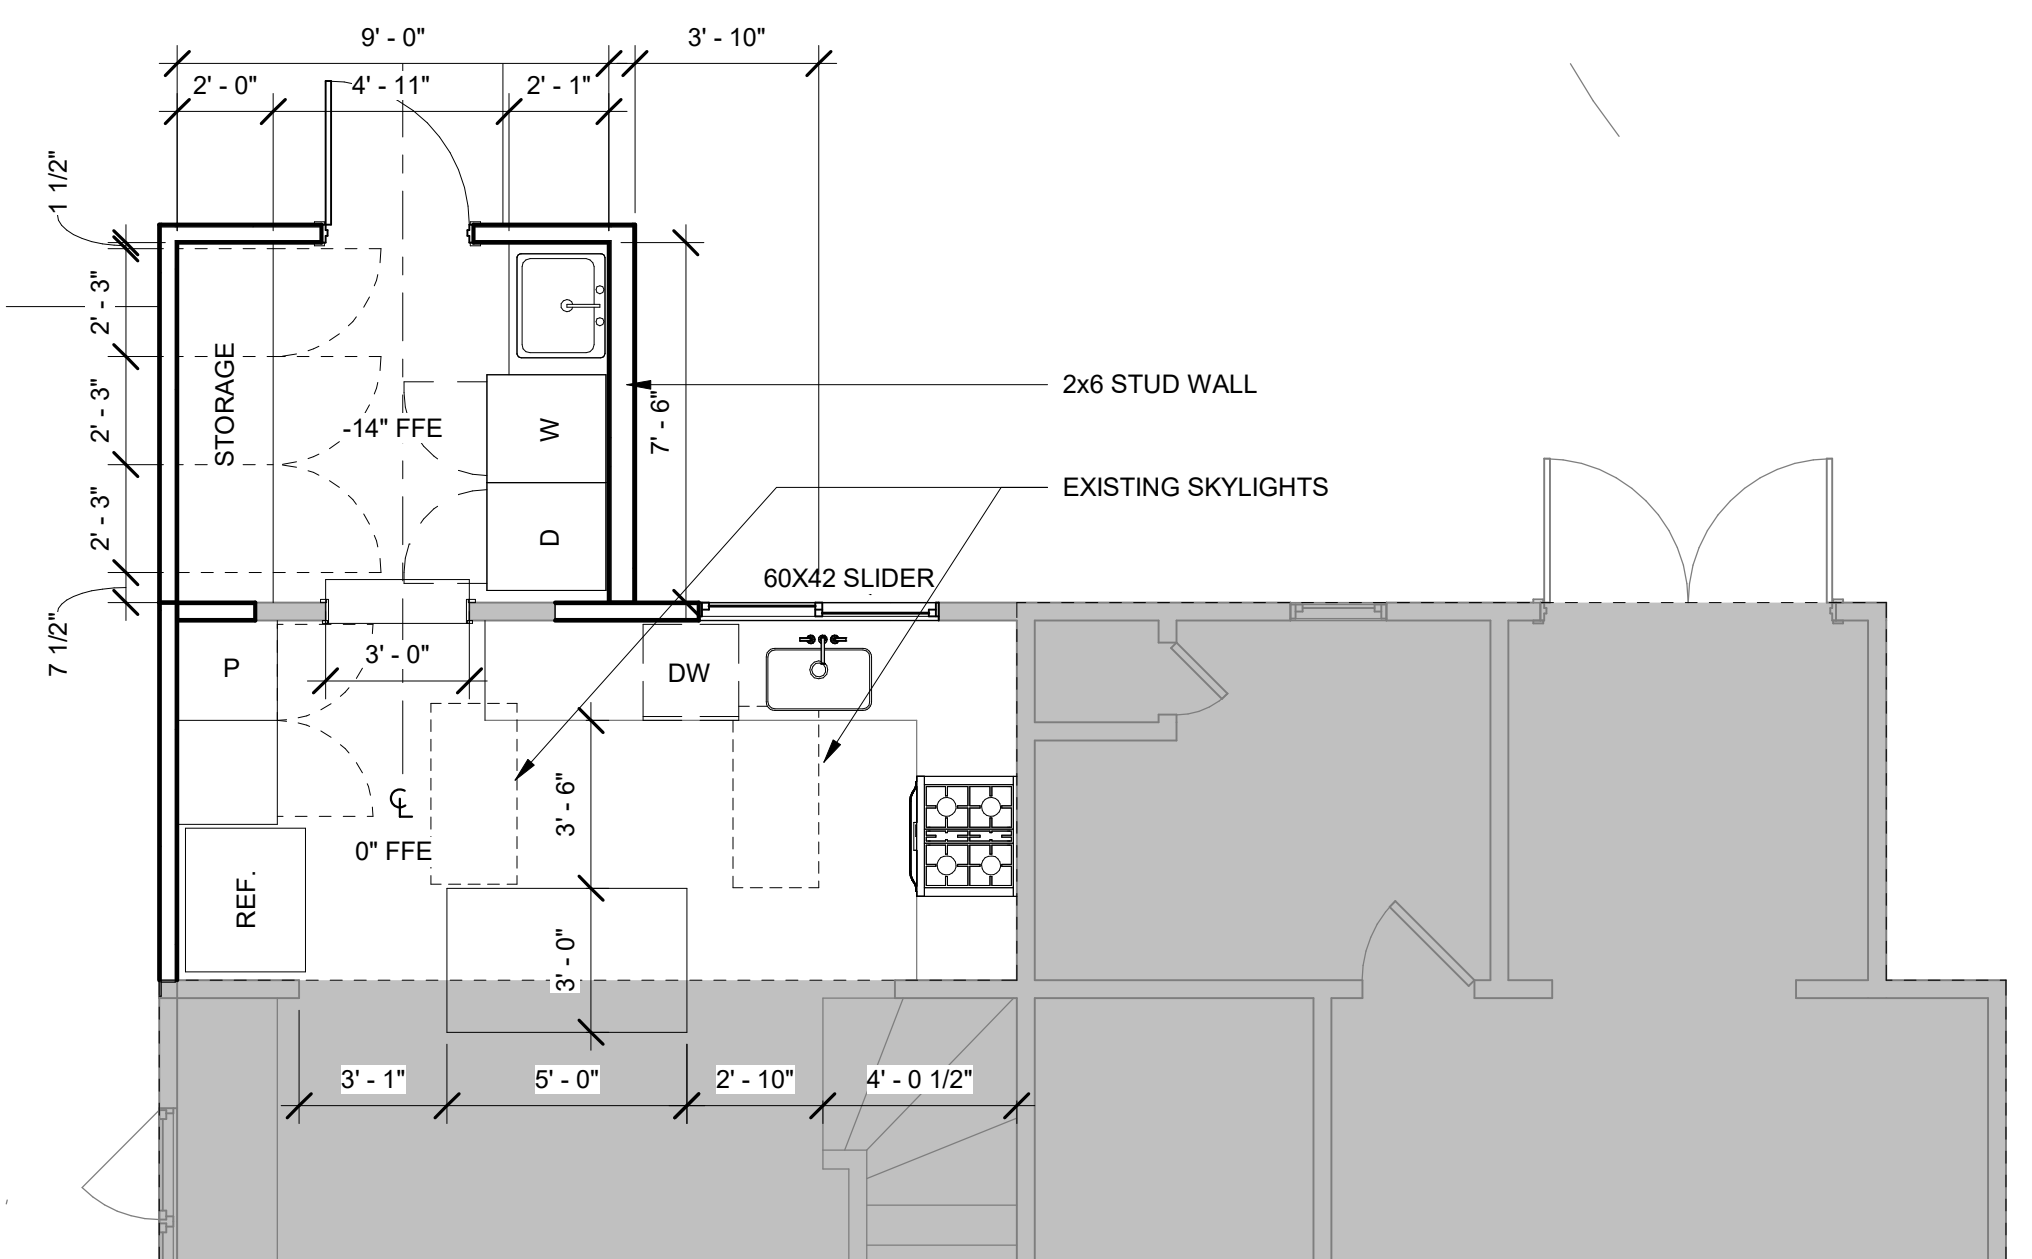 9' - 0"
3' - 10"
2' - 0"
4' - 11"
2' - 1"
1 1/2"
2' - 3"
2' - 3"
2' - 3"
7 1/2"
STORAGE
-14" FFE
W
D
7' - 6"
2x6 STUD WALL
EXISTING SKYLIGHTS
60X42 SLIDER
P
3' - 0"
DW
℄
0" FFE
REF.
3' - 6"
3' - 0"
3' - 1"
5' - 0"
2' - 10"
4' - 0 1/2"